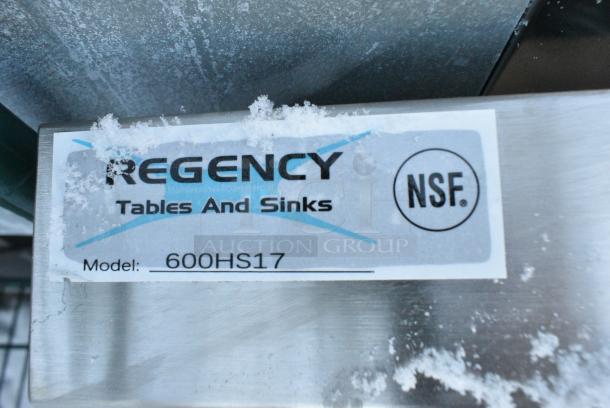 REGENCY
Tables And Sinks
NSF®
Model: 600HS17
AUCTION GROUP